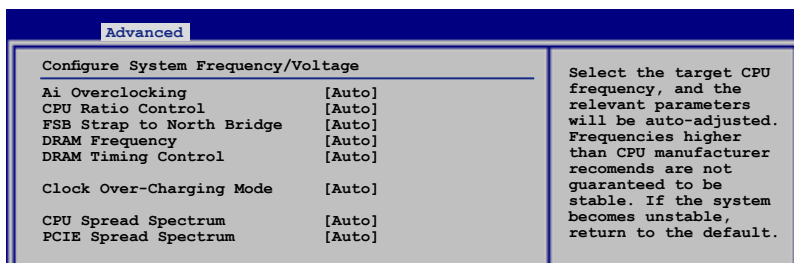 Advanced
Configure System Frequency/Voltage
Ai Overclocking [Auto]
CPU Ratio Control [Auto]
FSB Strap to North Bridge [Auto]
DRAM Frequency [Auto]
DRAM Timing Control [Auto]
Clock Over-Charging Mode [Auto]
CPU Spread Spectrum [Auto]
PCIE Spread Spectrum [Auto]
Select the target CPU
frequency, and the
relevant parameters
will be auto-adjusted.
Frequencies higher
than CPU manufacturer
recomends are not
guaranteed to be
stable. If the system
becomes unstable,
return to the default.